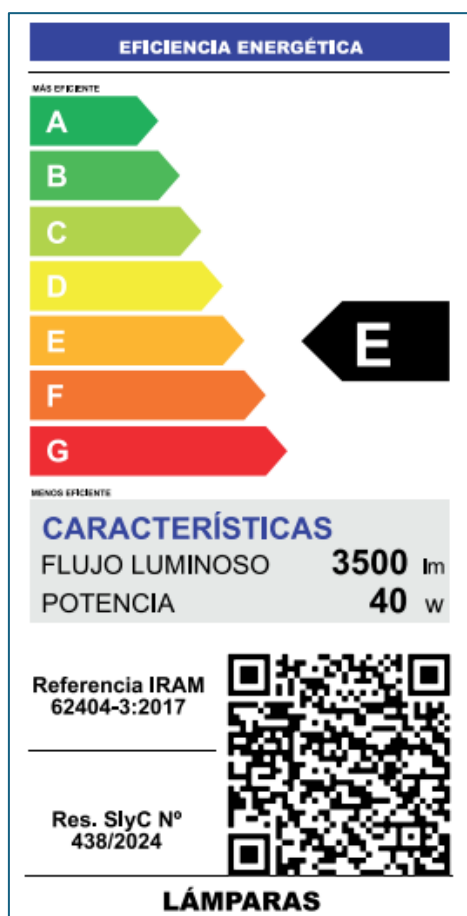 EFICIENCIA ENERGÉTICA
MÁS EFICIENTE
A
B
C
D
E
E
F
G
MENOS EFICIENTE
CARACTERÍSTICAS
FLUJO LUMINOSO 3500 lm
POTENCIA 40 w
Referencia IRAM
62404-3:2017
Res. SIyC Nº
438/2024
LÁMPARAS